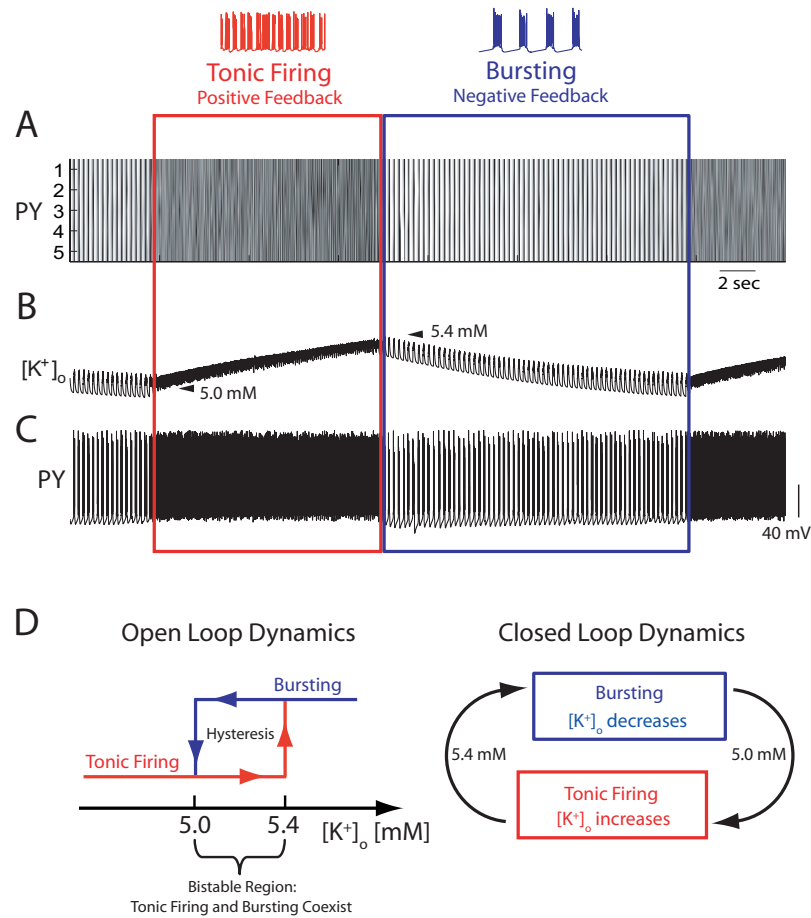 Tonic Firing
Positive Feedback
Bursting
Negative Feedback
A
PY
1
2
3
4
5
2 sec
B
[K⁺]ₒ
5.4 mM
5.0 mM
C
PY
40 mV
D
Open Loop Dynamics
Closed Loop Dynamics
Bursting
Hysteresis
Tonic Firing
5.0
5.4
[K⁺]ₒ [mM]
Bistable Region:
Tonic Firing and Bursting Coexist
Bursting
[K⁺]ₒ decreases
5.4 mM
5.0 mM
Tonic Firing
[K⁺]ₒ increases